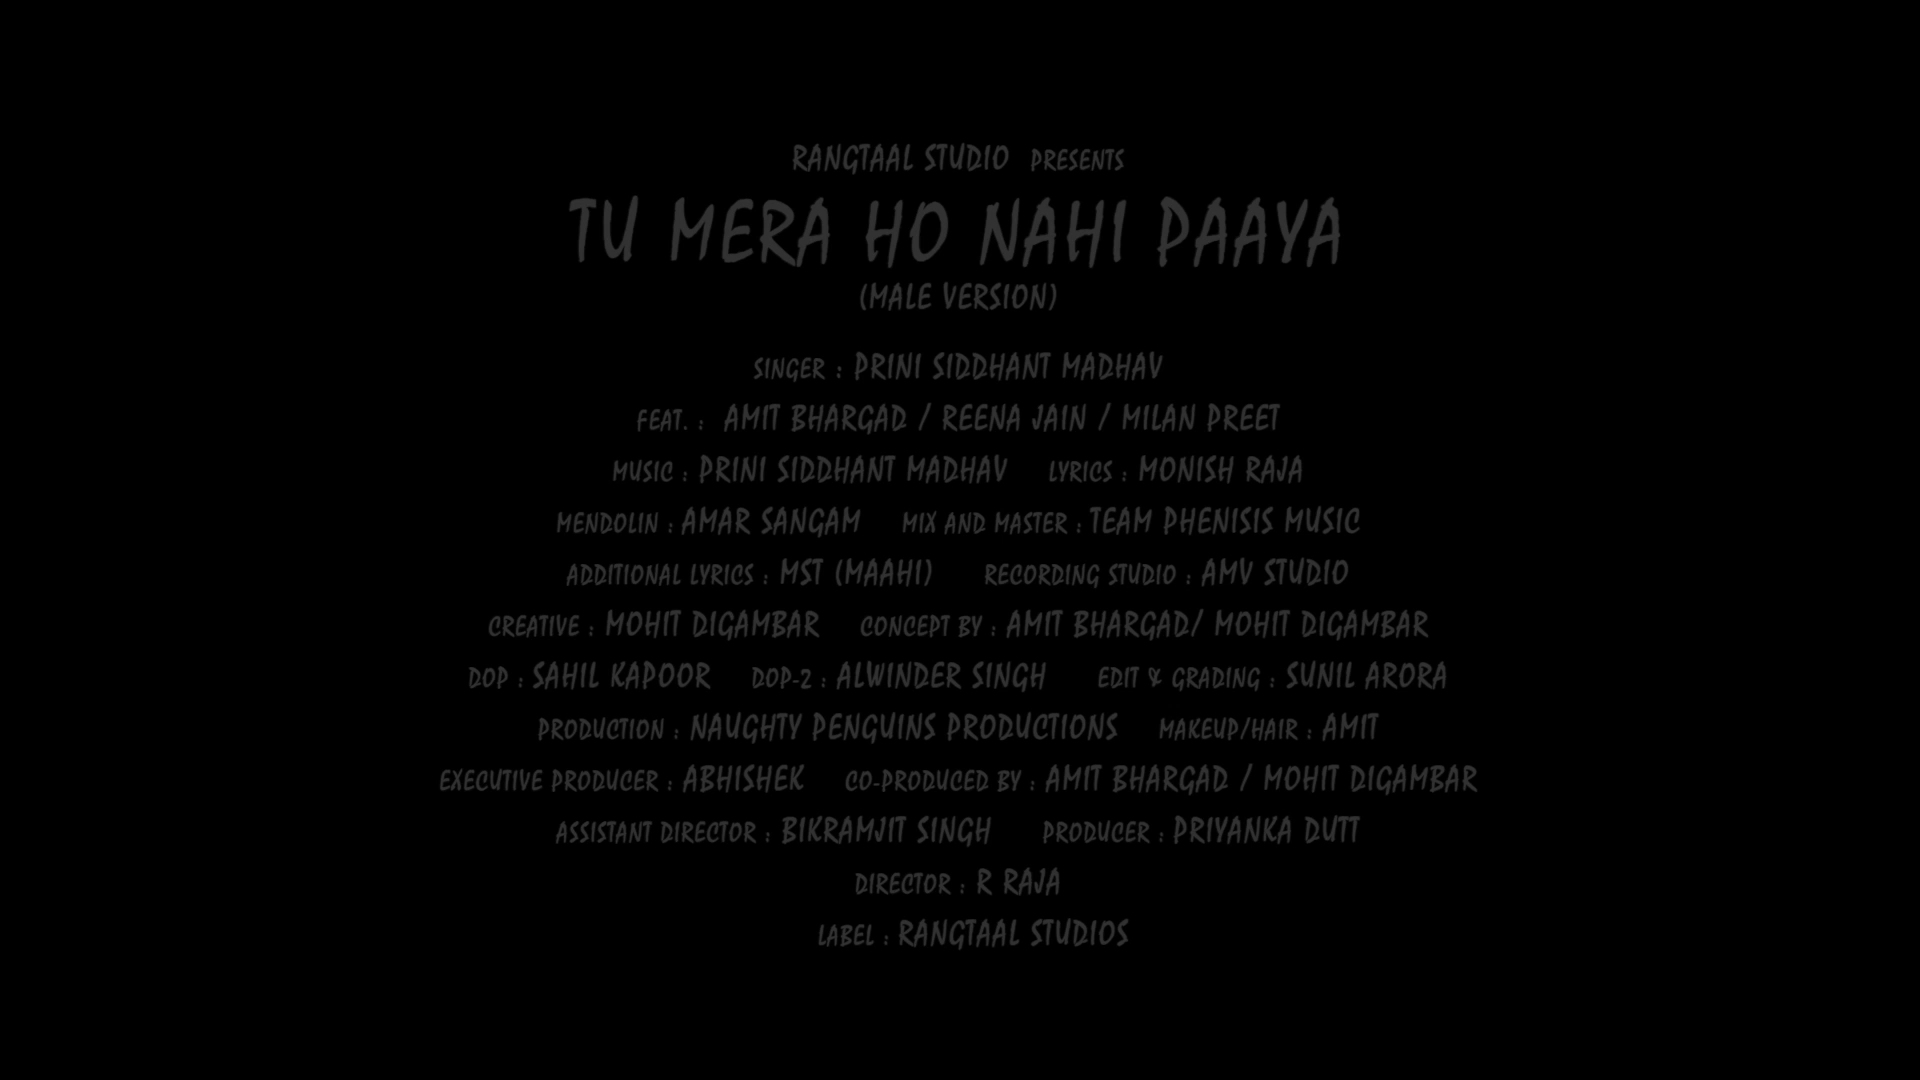 RANGTAAL STUDIO PRESENTS
TU MERA HO NAHI PAAYA
(MALE VERSION)
SINGER : PRINI SIDDHANT MADHAV
FEAT. : AMIT BHARGAD / REENA JAIN / MILAN PREET
MUSIC : PRINI SIDDHANT MADHAV LYRICS : MONISH RAJA
MENDOLIN : AMAR SANGAM MIX AND MASTER : TEAM PHENISIS MUSIC
ADDITIONAL LYRICS : MST (MAAHI) RECORDING STUDIO : AMV STUDIO
CREATIVE : MOHIT DIGAMBAR CONCEPT BY : AMIT BHARGAD/ MOHIT DIGAMBAR
DOP : SAHIL KAPOOR DOP-2 : ALWINDER SINGH EDIT & GRADING : SUNIL ARORA
PRODUCTION : NAUGHTY PENGUINS PRODUCTIONS MAKEUP/HAIR : AMIT
EXECUTIVE PRODUCER : ABHISHEK CO-PRODUCED BY : AMIT BHARGAD / MOHIT DIGAMBAR
ASSISTANT DIRECTOR : BIKRAMJIT SINGH PRODUCER : PRIYANKA DUTT
DIRECTOR : R RAJA
LABEL : RANGTAAL STUDIOS